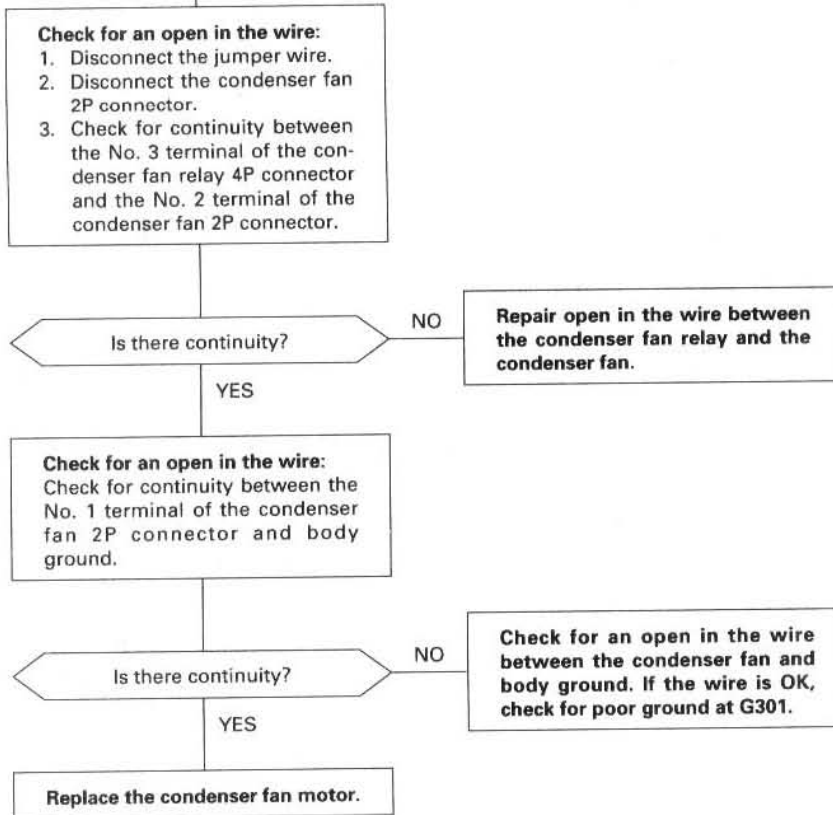 Check for an open in the wire:
1. Disconnect the jumper wire.
2. Disconnect the condenser fan
2P connector.
3. Check for continuity between
the No. 3 terminal of the con-
denser fan relay 4P connector
and the No. 2 terminal of the
condenser fan 2P connector.
Is there continuity?
NO
Repair open in the wire between
the condenser fan relay and the
condenser fan.
YES
Check for an open in the wire:
Check for continuity between the
No. 1 terminal of the condenser
fan 2P connector and body
ground.
Is there continuity?
NO
Check for an open in the wire
between the condenser fan and
body ground. If the wire is OK,
check for poor ground at G301.
YES
Replace the condenser fan motor.